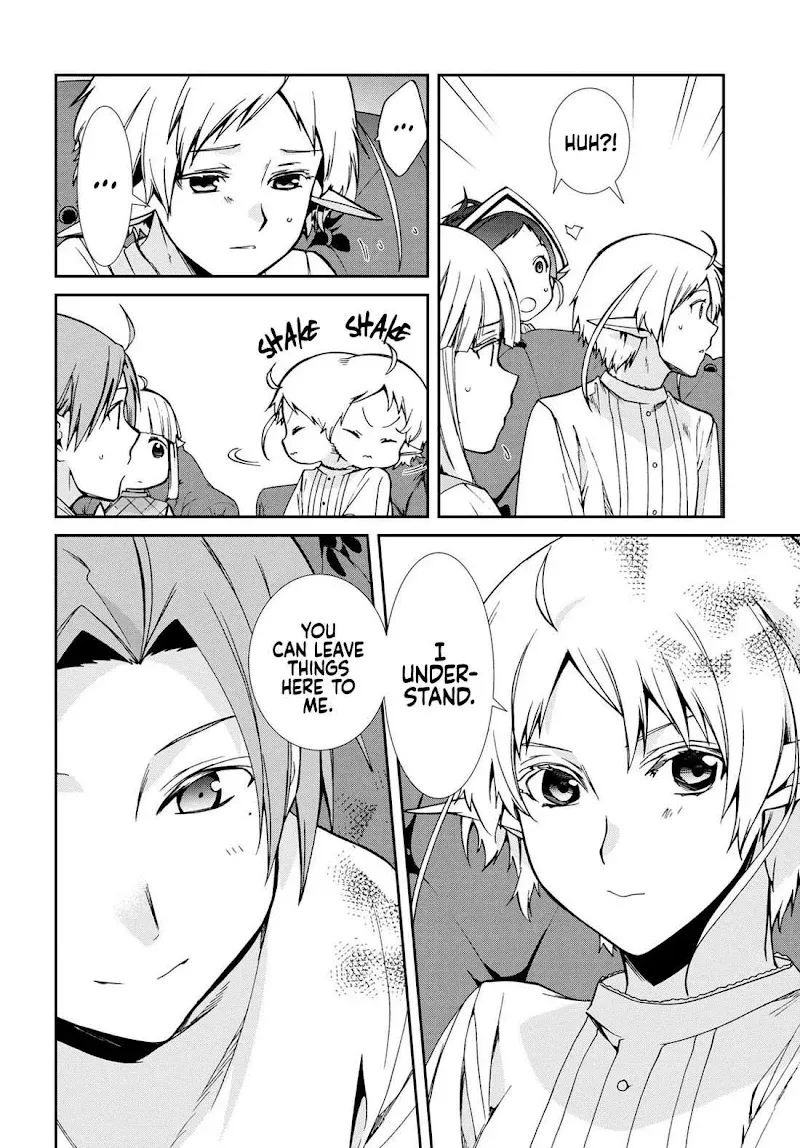 HUH?!
...
...
SHAKE SHAKE
I
UNDER-
STAND.
YOU
CAN LEAVE
THINGS
HERE TO
ME.